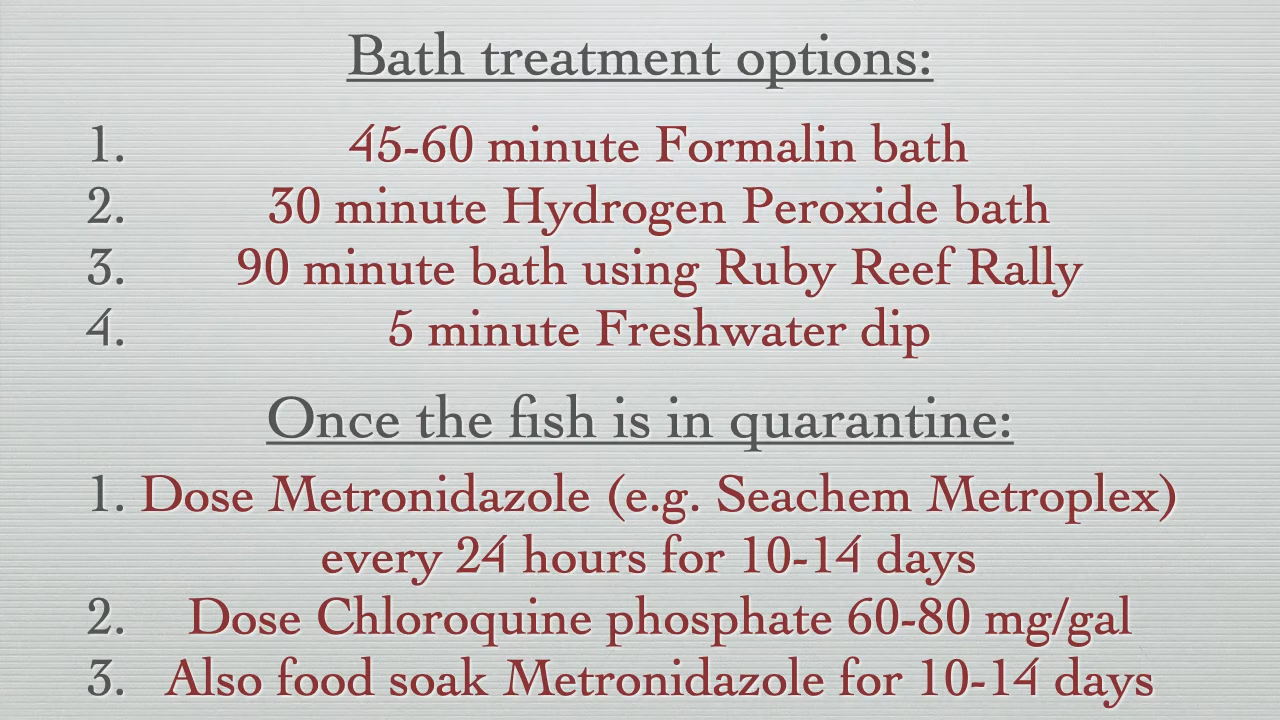 Bath treatment options:
1. 45-60 minute Formalin bath
2. 30 minute Hydrogen Peroxide bath
3. 90 minute bath using Ruby Reef Rally
4. 5 minute Freshwater dip
Once the fish is in quarantine:
1. Dose Metronidazole (e.g. Seachem Metroplex)
every 24 hours for 10-14 days
2. Dose Chloroquine phosphate 60-80 mg/gal
3. Also food soak Metronidazole for 10-14 days